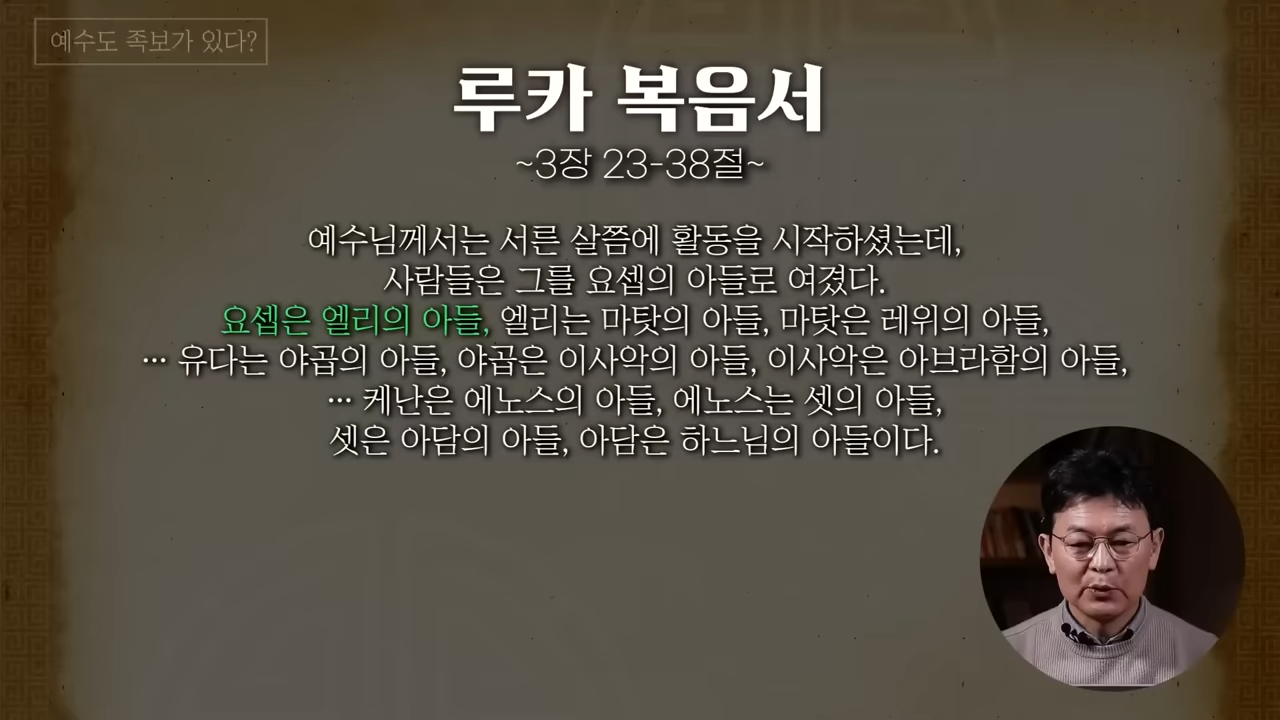 예수도 족보가 있다?
루카 복음서
~3장 23-38절~
예수님께서는 서른 살쯤에 활동을 시작하셨는데,
사람들은 그를 요셉의 아들로 여겼다.
요셉은 엘리의 아들, 엘리는 마탓의 아들, 마탓은 레위의 아들,
… 유다는 야곱의 아들, 야곱은 이사악의 아들, 이사악은 아브라함의 아들,
… 케난은 에노스의 아들, 에노스는 셋의 아들,
셋은 아담의 아들, 아담은 하느님의 아들이다.